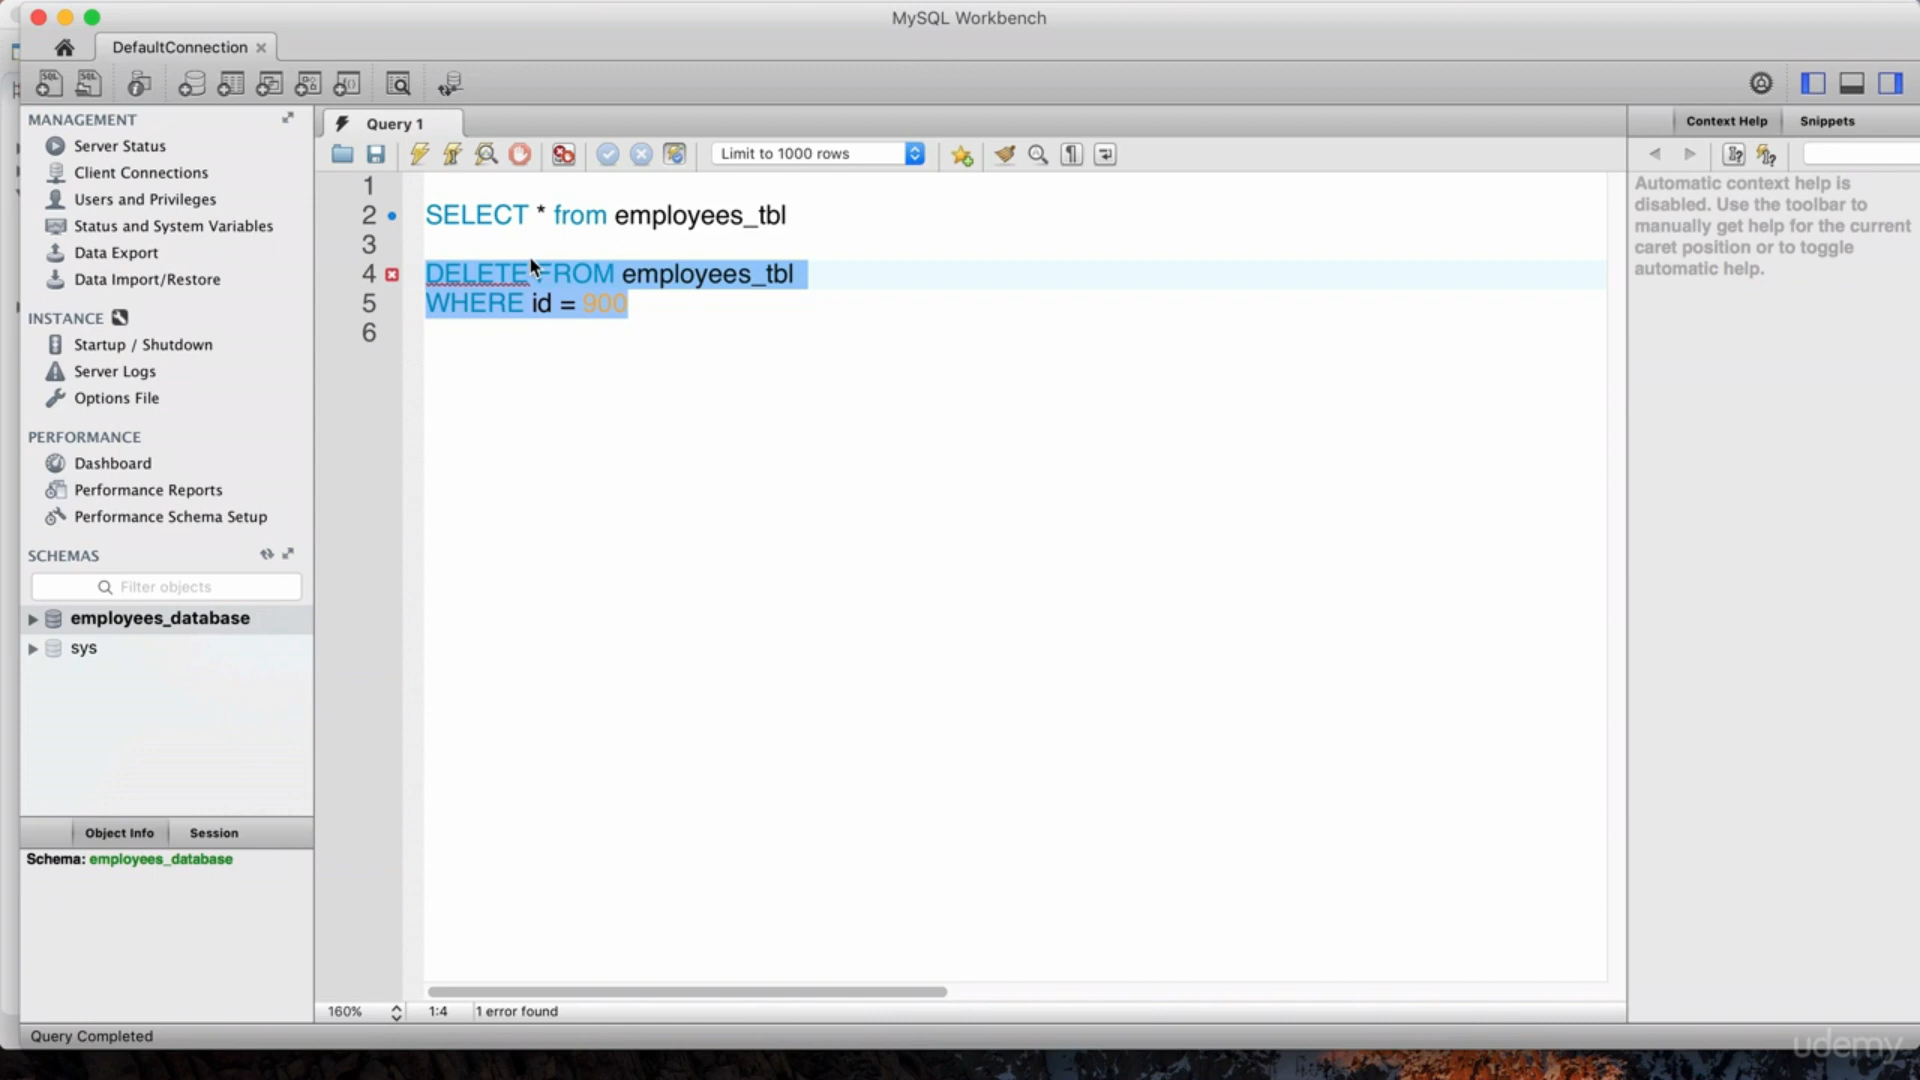 MySQL Workbench
DefaultConnection
MANAGEMENT
Server Status
Client Connections
Users and Privileges
Status and System Variables
Data Export
Data Import/Restore
INSTANCE
Startup / Shutdown
Server Logs
Options File
PERFORMANCE
Dashboard
Performance Reports
Performance Schema Setup
SCHEMAS
Filter objects
employees_database
sys
Object Info Session
Schema: employees_database
Query 1
Limit to 1000 rows
1
2 SELECT * from employees_tbl
3
4 DELETE FROM employees_tbl
5 WHERE id = 900
6
160% 1:4 1 error found
Context Help Snippets
Automatic context help is
disabled. Use the toolbar to
manually get help for the current
caret position or to toggle
automatic help.
Query Completed
udemy